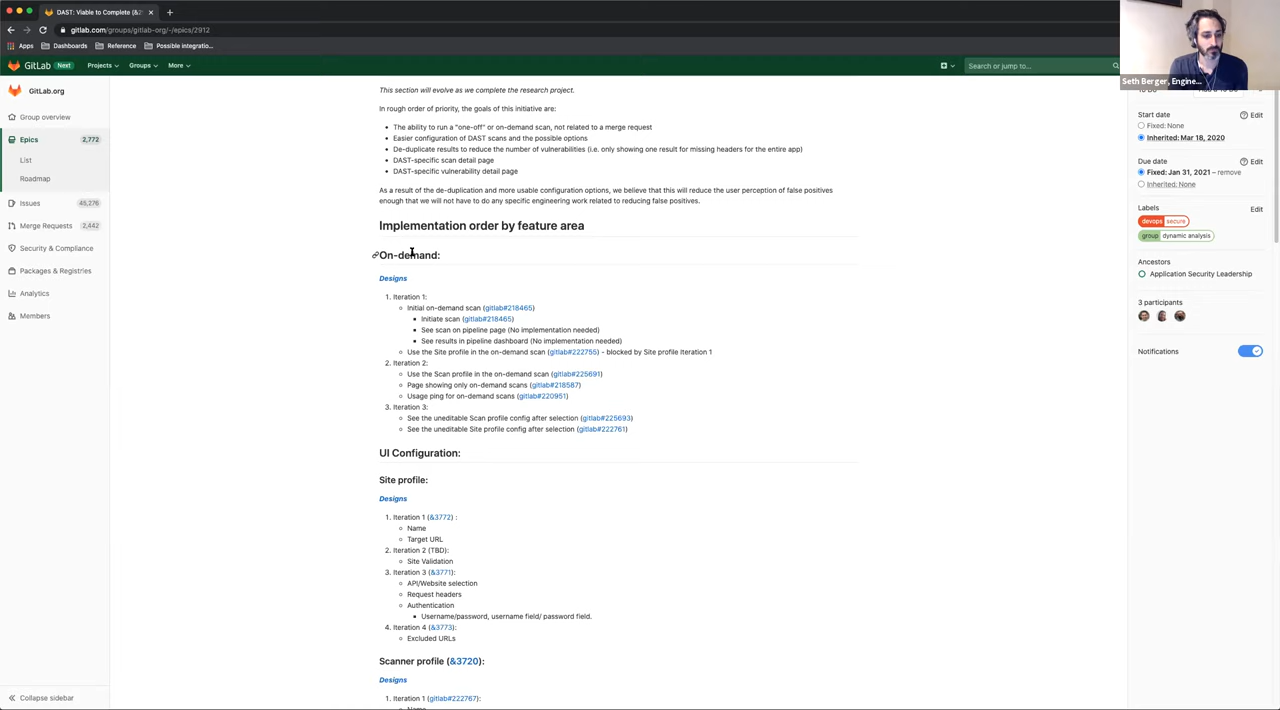 DAST: Viable to Complete (&2
gitlab.com/groups/gitlab-org/-/epics/2912
Apps Dashboards Reference Possible integratio...
GitLab Next Projects Groups More Search or jump to...
Seth Berger, Engine...
GitLab.org
Group overview
Epics 2,772
List
Roadmap
Issues 45,276
Merge Requests 2,442
Security & Compliance
Packages & Registries
Analytics
Members
Collapse sidebar
This section will evolve as we complete the research project.
In rough order of priority, the goals of this initiative are:
The ability to run a "one-off" or on-demand scan, not related to a merge request
Easier configuration of DAST scans and the possible options
De-duplicate results to reduce the number of vulnerabilities (i.e. only showing one result for missing headers for the entire app)
DAST-specific scan detail page
DAST-specific vulnerability detail page
As a result of the de-duplication and more usable configuration options, we believe that this will reduce the user perception of false positives
enough that we will not have to do any specific engineering work related to reducing false positives.
Implementation order by feature area
On-demand:
Designs
1. Iteration 1:
Initial on-demand scan (gitlab#218465)
Initiate scan (gitlab#218465)
See scan on pipeline page (No implementation needed)
See results in pipeline dashboard (No implementation needed)
Use the Site profile in the on-demand scan (gitlab#222755) - blocked by Site profile Iteration 1
2. Iteration 2:
Use the Scan profile in the on-demand scan (gitlab#225691)
Page showing only on-demand scans (gitlab#218587)
Usage ping for on-demand scans (gitlab#220951)
3. Iteration 3:
See the uneditable Scan profile config after selection (gitlab#225693)
See the uneditable Site profile config after selection (gitlab#222761)
UI Configuration:
Site profile:
Designs
1. Iteration 1 (&3772) :
Name
Target URL
2. Iteration 2 (TBD):
Site Validation
3. Iteration 3 (&3771):
API/Website selection
Request headers
Authentication
Username/password, username field/ password field.
4. Iteration 4 (&3773):
Excluded URLs
Scanner profile (&3720):
Designs
1. Iteration 1 (gitlab#222767):
Start date Edit
Fixed: None
Inherited: Mar 18, 2020
Due date Edit
Fixed: Jan 31, 2021 – remove
Inherited: None
Labels Edit
devops secure
group dynamic analysis
Ancestors
Application Security Leadership
3 participants
Notifications